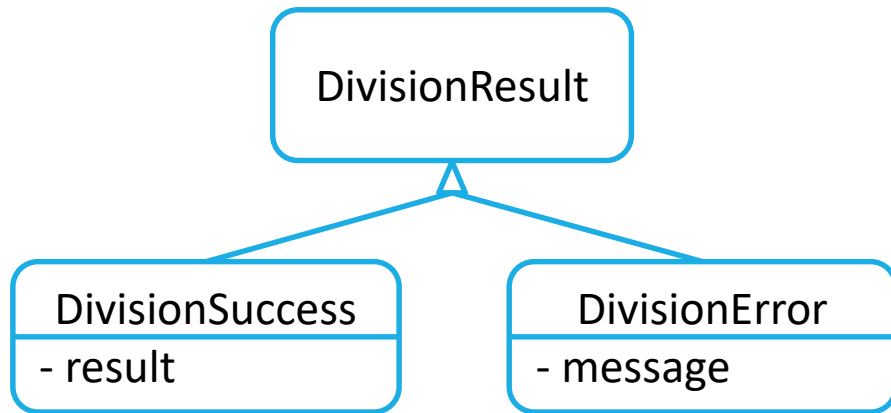 DivisionResult
DivisionSuccess
- result
DivisionError
- message